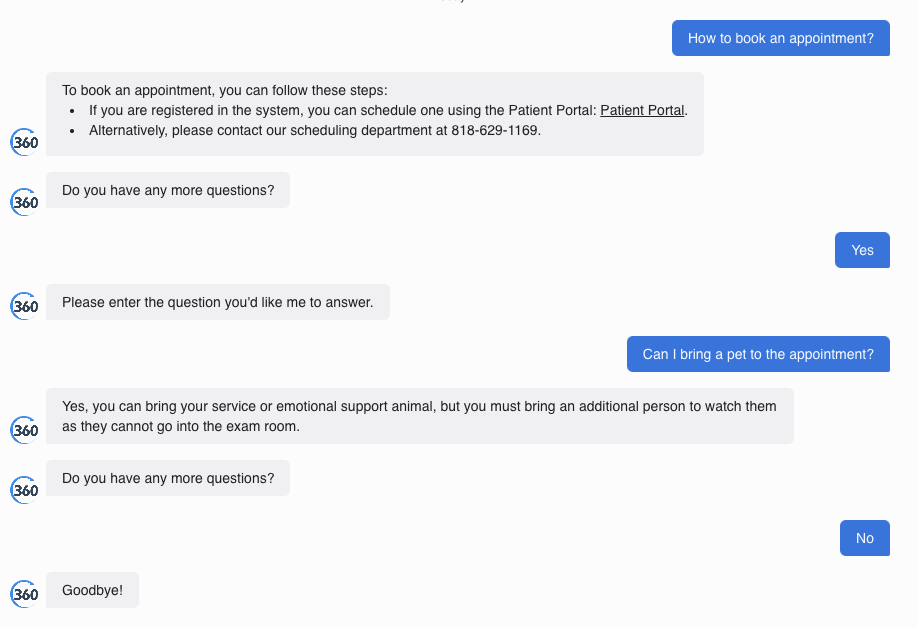 How to book an appointment?
To book an appointment, you can follow these steps:
• If you are registered in the system, you can schedule one using the Patient Portal: Patient Portal.
• Alternatively, please contact our scheduling department at 818-629-1169.
360
Do you have any more questions?
360
Yes
Please enter the question you'd like me to answer.
360
Can I bring a pet to the appointment?
Yes, you can bring your service or emotional support animal, but you must bring an additional person to watch them
as they cannot go into the exam room.
360
Do you have any more questions?
360
No
Goodbye!
360